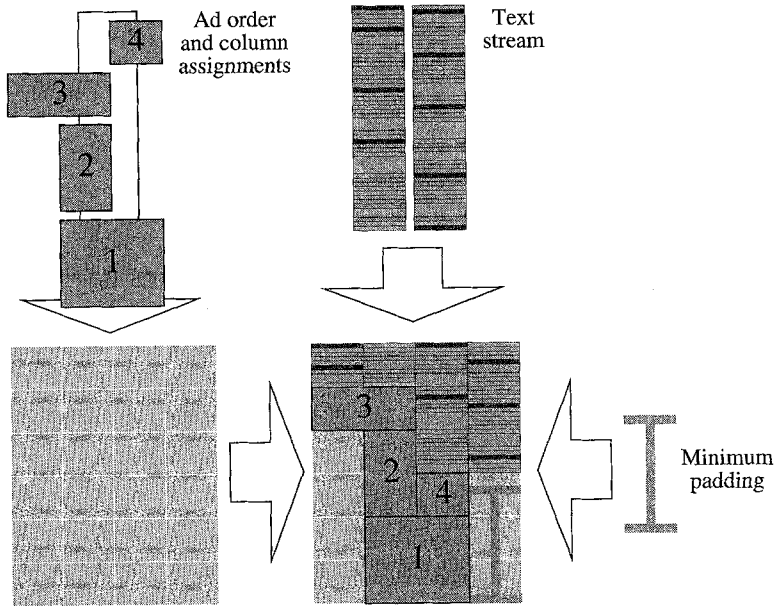 4
Ad order
and column
assignments
3
2
1
Text
stream
3
2
4
1
Minimum
padding